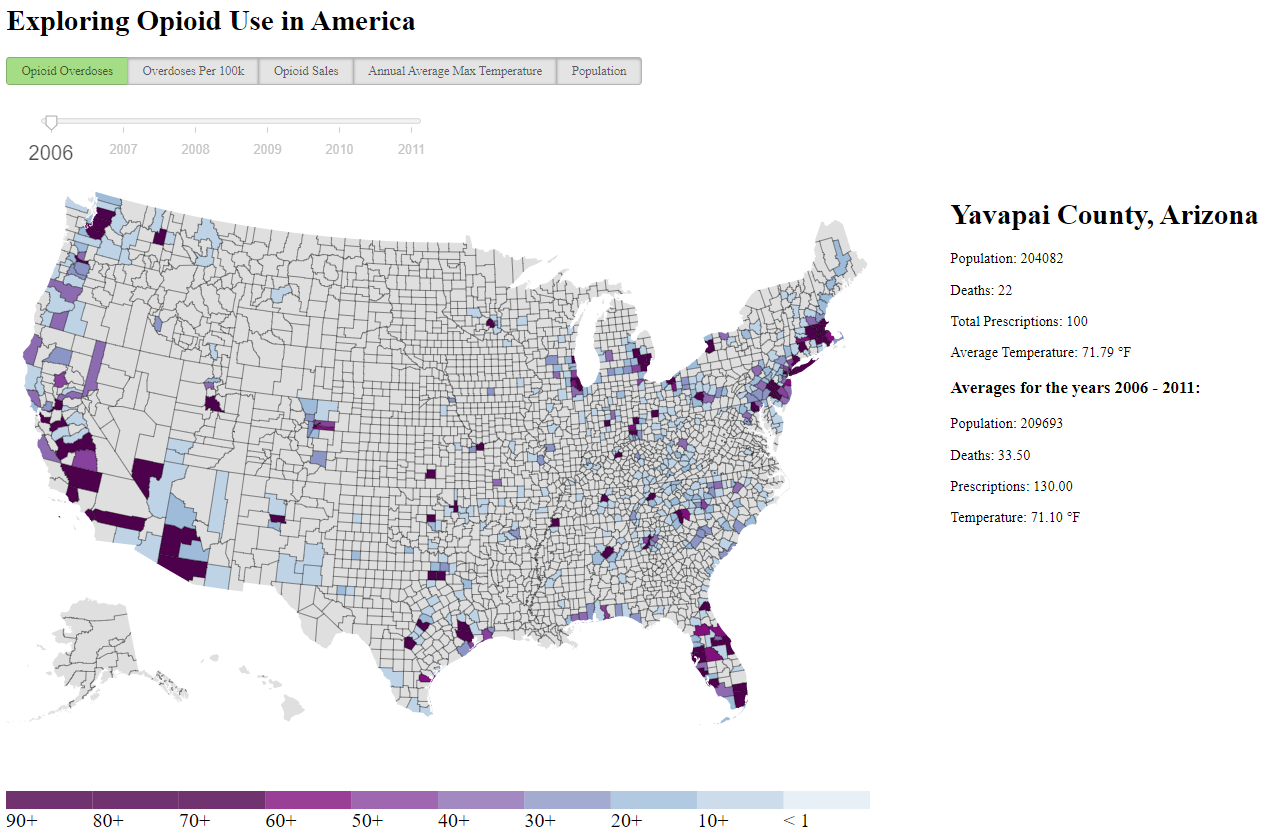 Exploring Opioid Use in America
Opioid Overdoses Overdoses Per 100k Opioid Sales Annual Average Max Temperature Population
2006 2007 2008 2009 2010 2011
Yavapai County, Arizona
Population: 204082
Deaths: 22
Total Prescriptions: 100
Average Temperature: 71.79 °F
Averages for the years 2006 - 2011:
Population: 209693
Deaths: 33.50
Prescriptions: 130.00
Temperature: 71.10 °F
90+ 80+ 70+ 60+ 50+ 40+ 30+ 20+ 10+ < 1